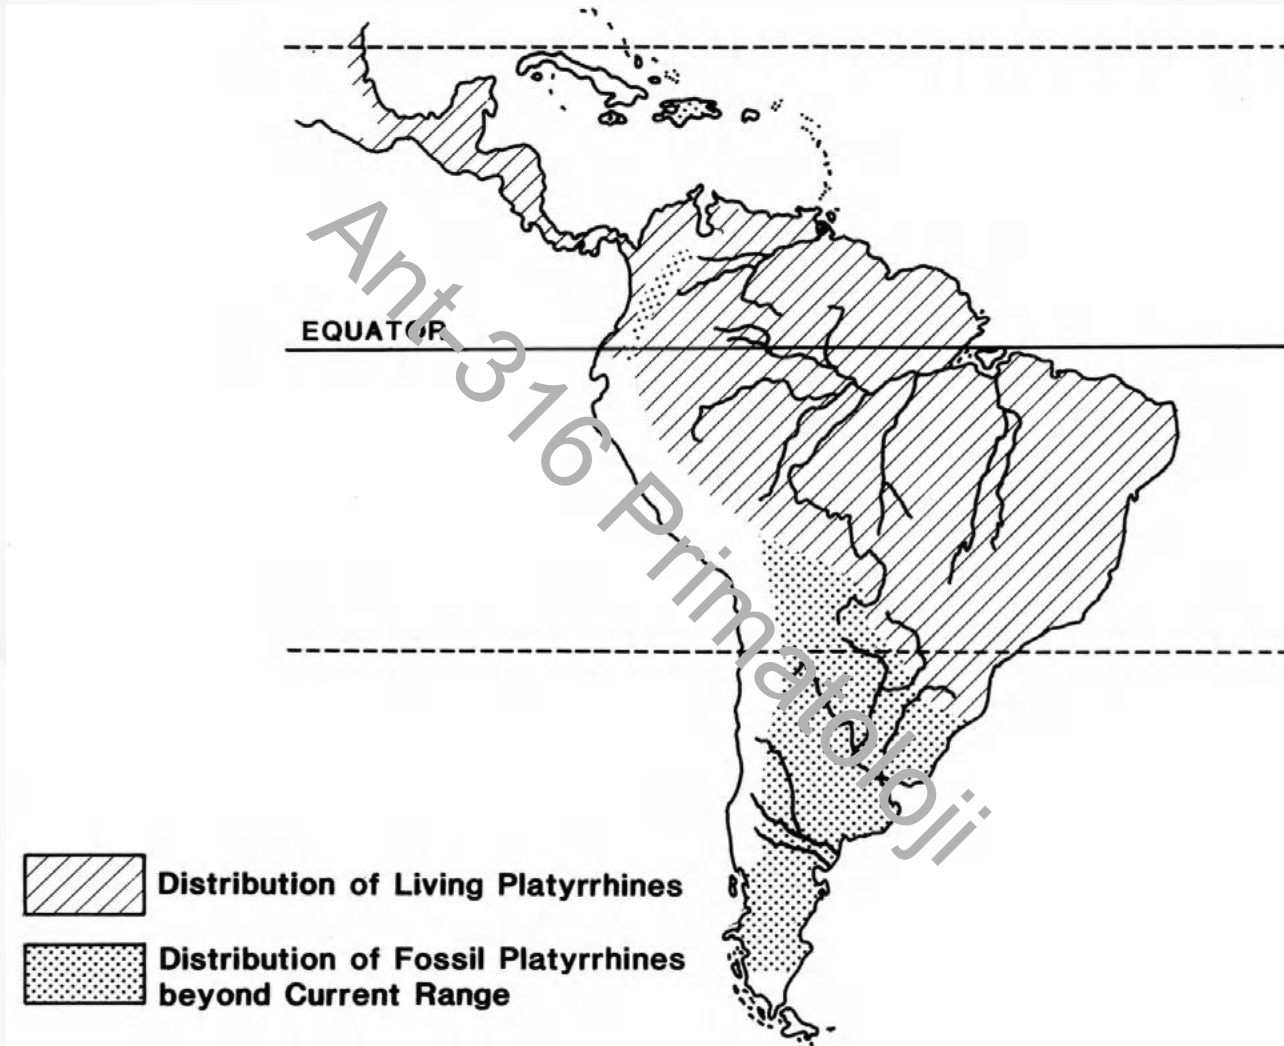 EQUATOR
Ant-316 Primatoloji
Distribution of Living Platyrrhines
Distribution of Fossil Platyrrhines
beyond Current Range